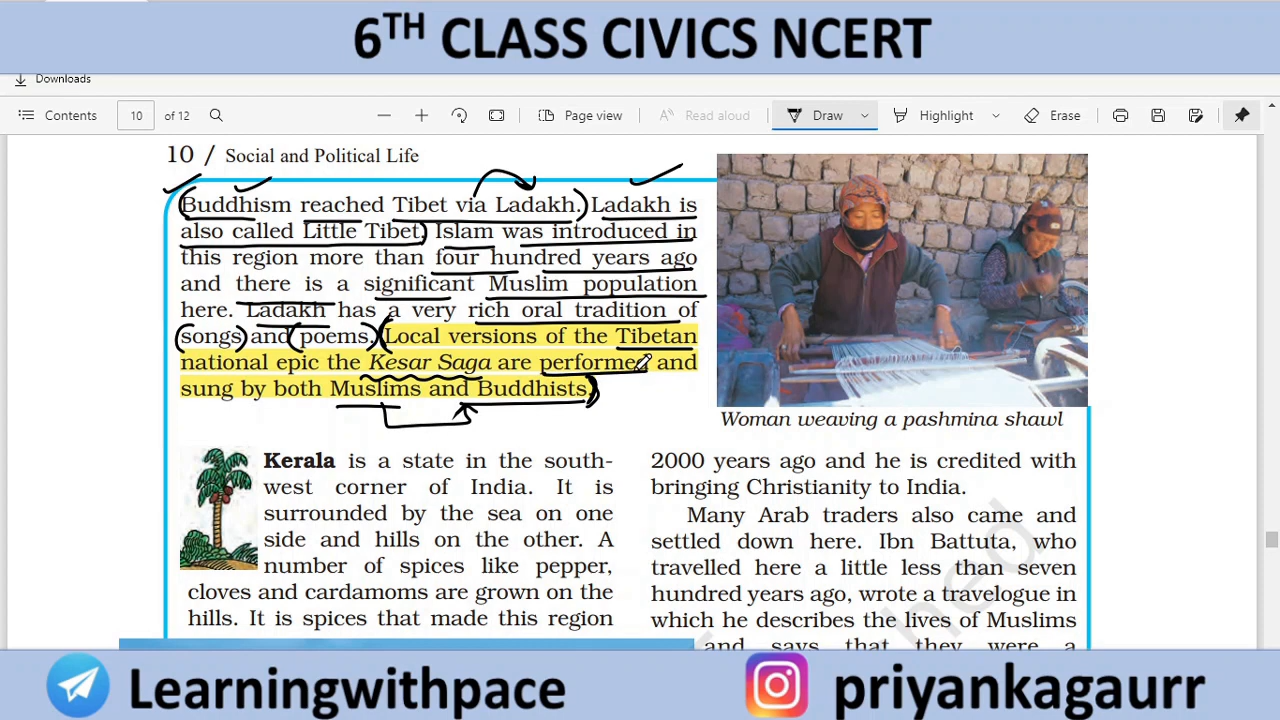 6TH CLASS CIVICS NCERT
Downloads
Contents 10 of 12 Page view Read aloud Draw Highlight Erase
10 / Social and Political Life
Buddhism reached Tibet via Ladakh. Ladakh is
also called Little Tibet. Islam was introduced in
this region more than four hundred years ago
and there is a significant Muslim population
here. Ladakh has a very rich oral tradition of
songs and poems. Local versions of the Tibetan
national epic the Kesar Saga are performed and
sung by both Muslims and Buddhists.
Woman weaving a pashmina shawl
Kerala is a state in the south-
west corner of India. It is
surrounded by the sea on one
side and hills on the other. A
number of spices like pepper,
cloves and cardamoms are grown on the
hills. It is spices that made this region
2000 years ago and he is credited with
bringing Christianity to India.
Many Arab traders also came and
settled down here. Ibn Battuta, who
travelled here a little less than seven
hundred years ago, wrote a travelogue in
which he describes the lives of Muslims
and says that they were a
Learningwithpace
priyankagaurr